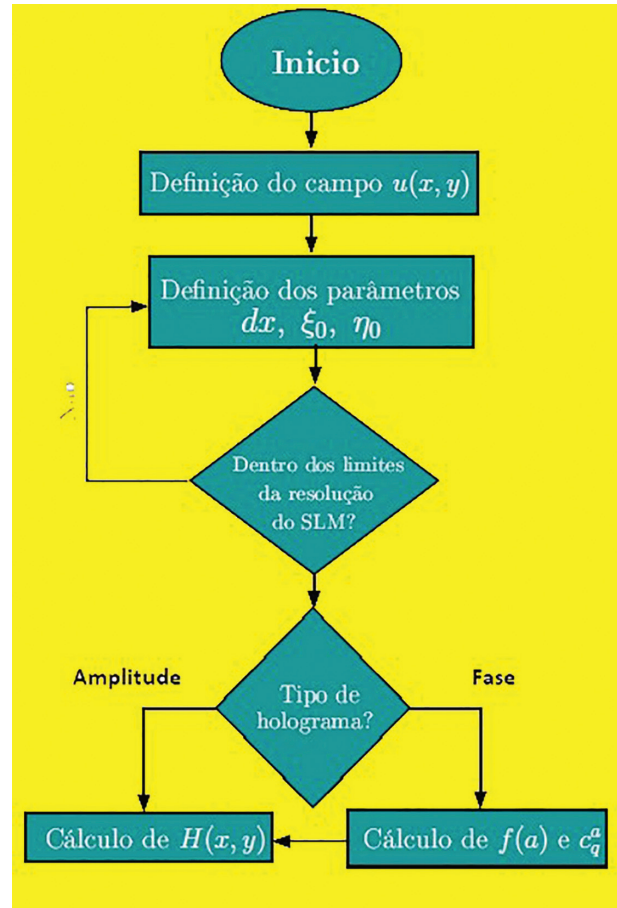 Inicio
Definição do campo u(x, y)
Definição dos parâmetros
dx, ξ₀, η₀
Dentro dos limites
da resolução
do SLM?
Amplitude
Fase
Tipo de
holograma?
Cálculo de H(x, y)
Cálculo de f(a) e c_q^a